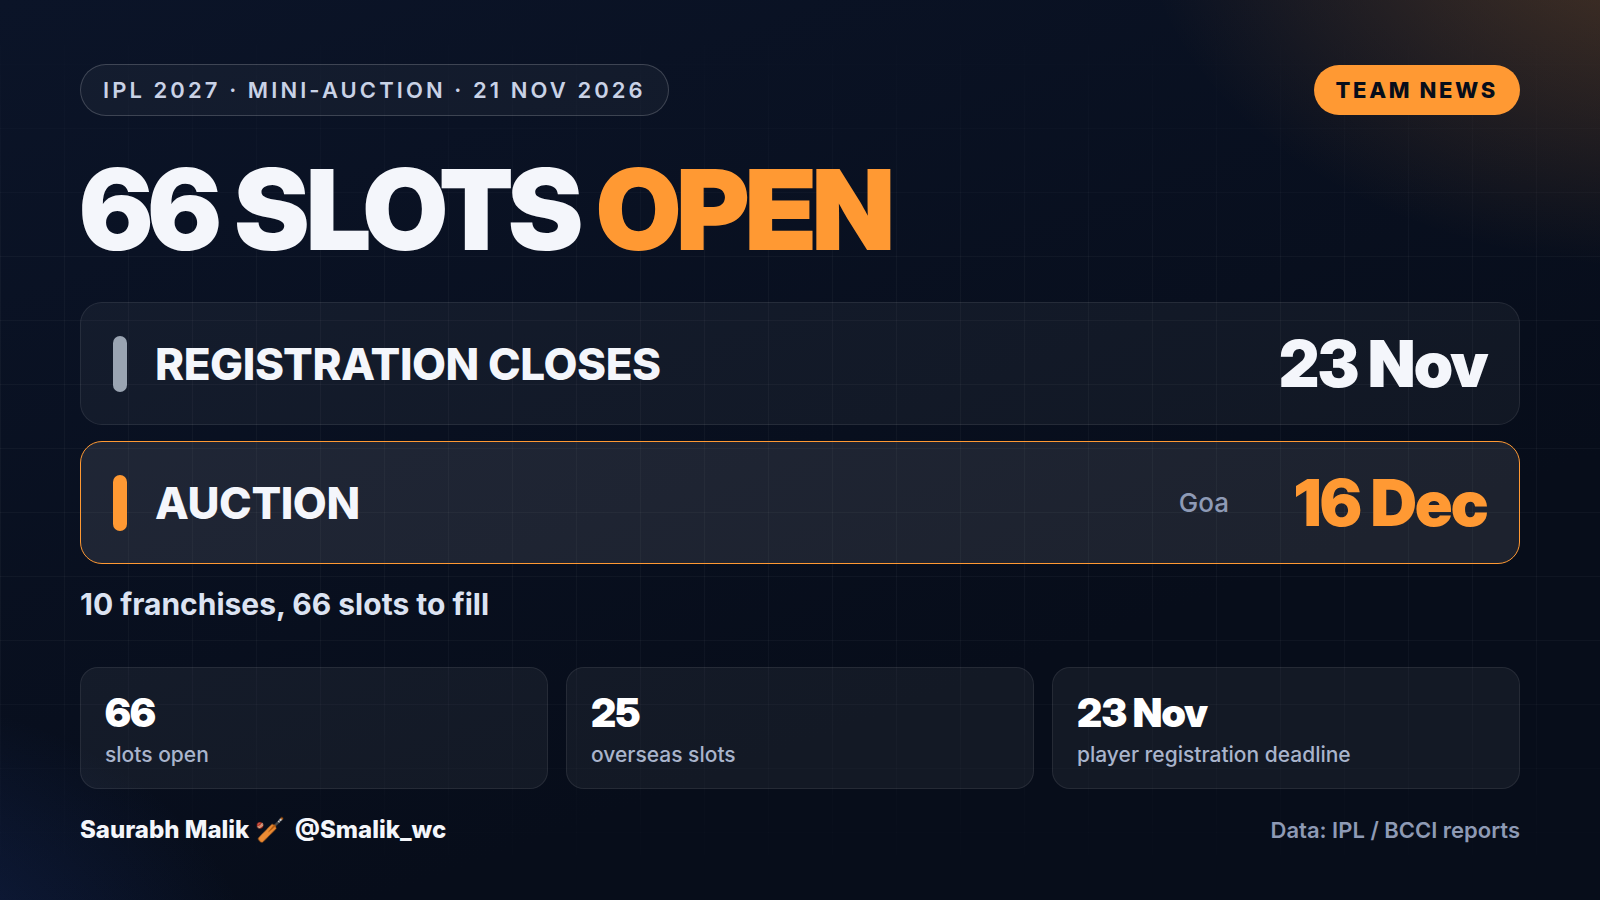 IPL 2027 · MINI-AUCTION · 21 NOV 2026
TEAM NEWS
66 SLOTS OPEN
REGISTRATION CLOSES
23 Nov
AUCTION
Goa
16 Dec
10 franchises, 66 slots to fill
66
slots open
25
overseas slots
23 Nov
player registration deadline
Saurabh Malik 🏏 @Smalik_wc
Data: IPL / BCCI reports